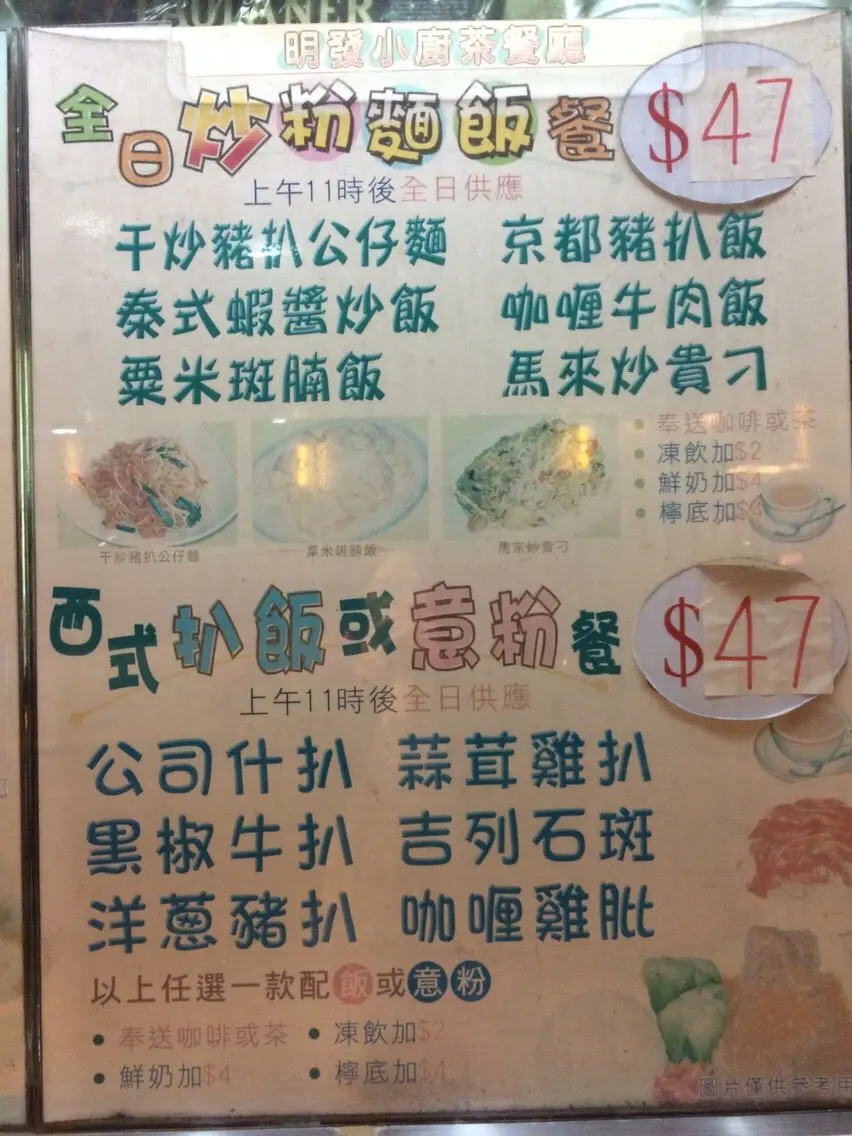 PAULANER
明發小廚茶餐廳
全日炒粉麵飯餐 $47
上午11時後全日供應
干炒豬扒公仔麵 京都豬扒飯
泰式蝦醬炒飯 咖喱牛肉飯
粟米斑腩飯 馬來炒貴刁
奉送咖啡或茶
凍飲加$2
鮮奶加$4
檸底加$4
干炒豬扒公仔麵 粟米斑腩飯 馬來炒貴刁
西式扒飯或意粉餐 $47
上午11時後全日供應
公司什扒 蒜茸雞扒
黑椒牛扒 吉列石斑
洋蔥豬扒 咖喱雞肶
以上任選一款配飯或意粉
奉送咖啡或茶 凍飲加$2
鮮奶加$4 檸底加$4
圖片僅供參考用